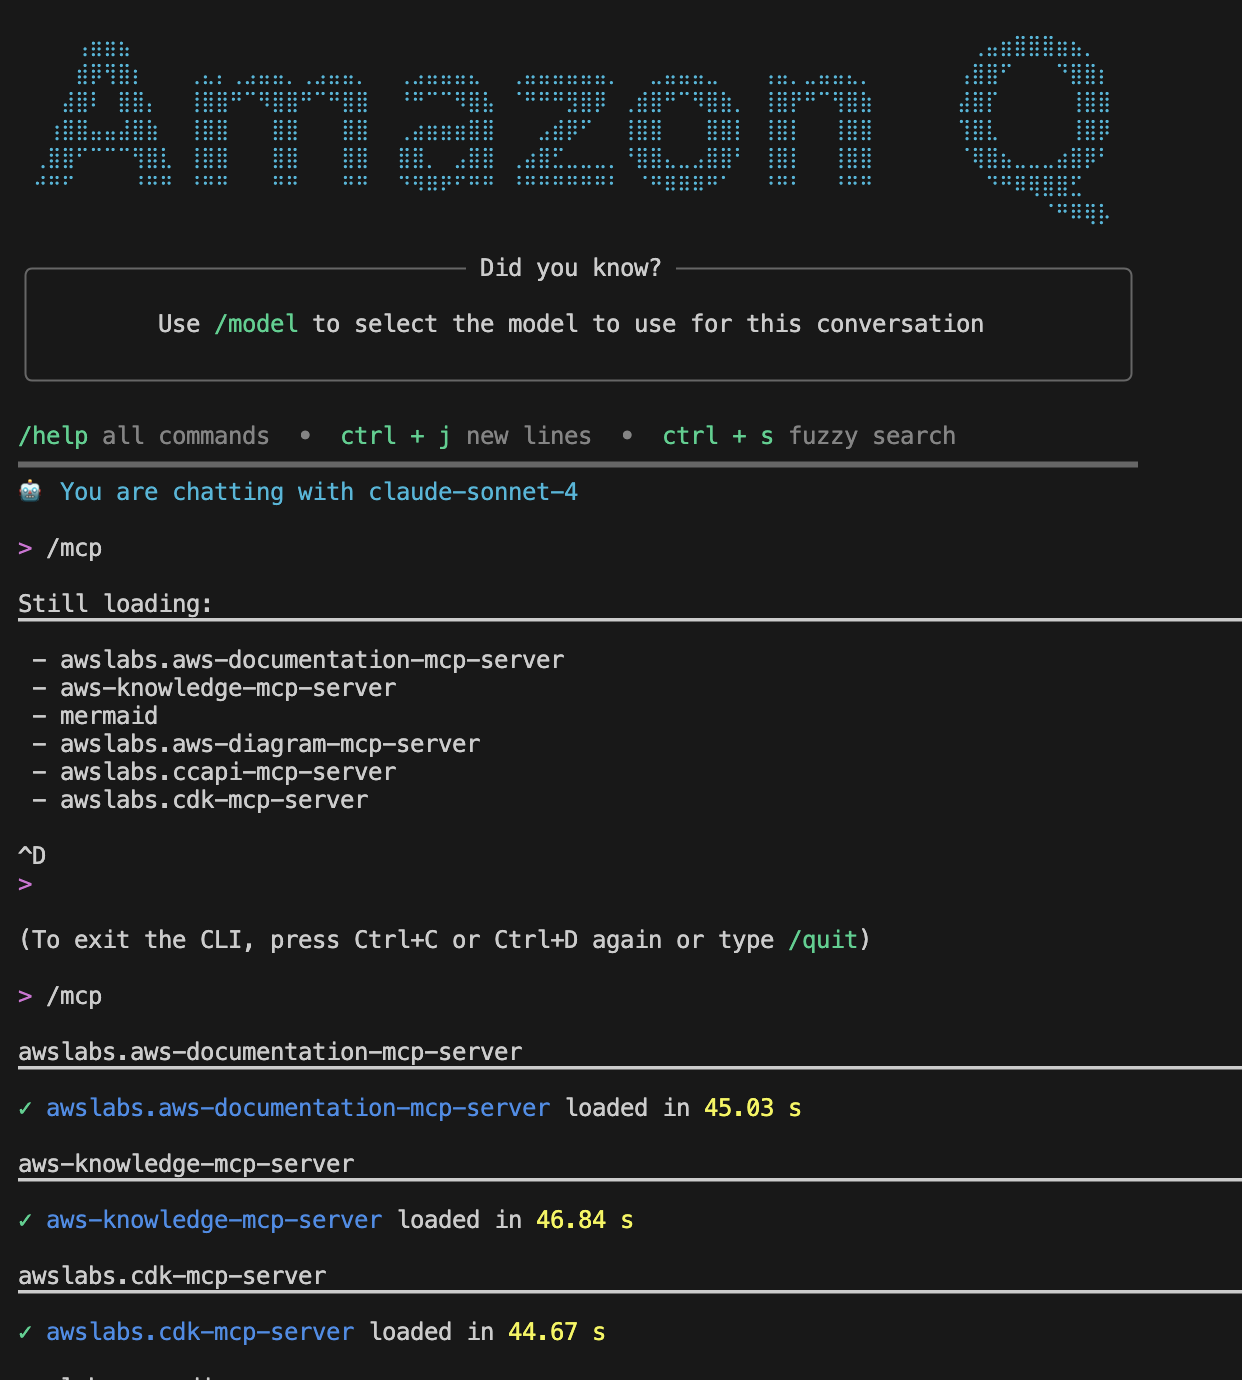 Amazon Q
Did you know?
Use /model to select the model to use for this conversation
/help all commands • ctrl + j new lines • ctrl + s fuzzy search
🤖 You are chatting with claude-sonnet-4
> /mcp
Still loading:
- awslabs.aws-documentation-mcp-server
- aws-knowledge-mcp-server
- mermaid
- awslabs.aws-diagram-mcp-server
- awslabs.ccapi-mcp-server
- awslabs.cdk-mcp-server
^D
>
(To exit the CLI, press Ctrl+C or Ctrl+D again or type /quit)
> /mcp
awslabs.aws-documentation-mcp-server
✓ awslabs.aws-documentation-mcp-server loaded in 45.03 s
aws-knowledge-mcp-server
✓ aws-knowledge-mcp-server loaded in 46.84 s
awslabs.cdk-mcp-server
✓ awslabs.cdk-mcp-server loaded in 44.67 s